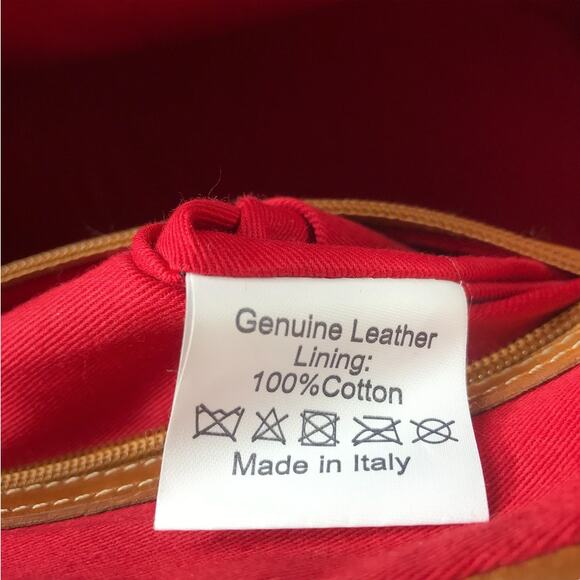 Genuine Leather
Lining:
100%Cotton
Made in Italy